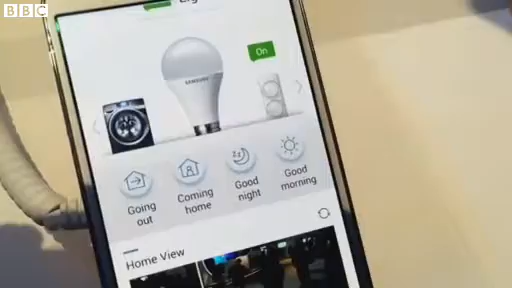 BBC
On
SAMSUNG
Going
out
Coming
home
Good
night
Good
morning
Home View